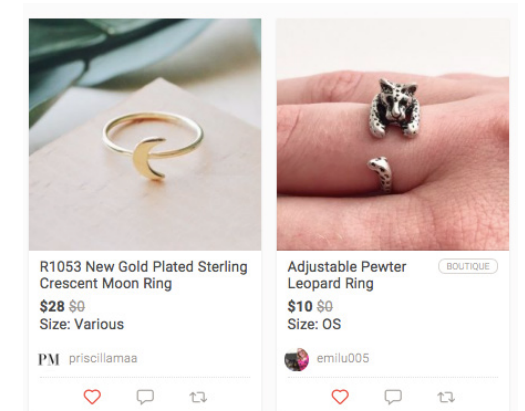 R1053 New Gold Plated Sterling
Crescent Moon Ring
$28 $0
Size: Various
PM priscillamaa
Adjustable Pewter BOUTIQUE
Leopard Ring
$10 $0
Size: OS
emilu005